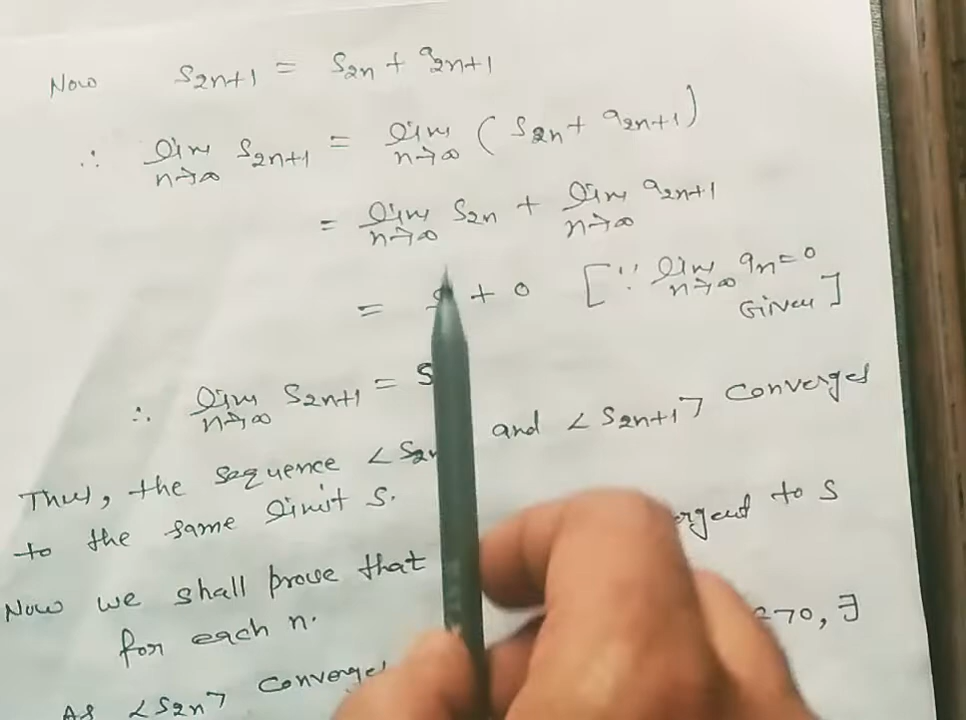 Now S2n+1 = S2n + a2n+1
∴ lim n→∞ S2n+1 = lim n→∞ (S2n + a2n+1)
= lim n→∞ S2n + lim n→∞ a2n+1
= + 0 [∵ lim n→∞ an = 0
Given]
∴ lim n→∞ S2n+1 = S
Thus, the sequence <S2n and <S2n+1> converges
to the same limit S.
Now we shall prove that to S
for each n. >0, ∃
As <S2n>